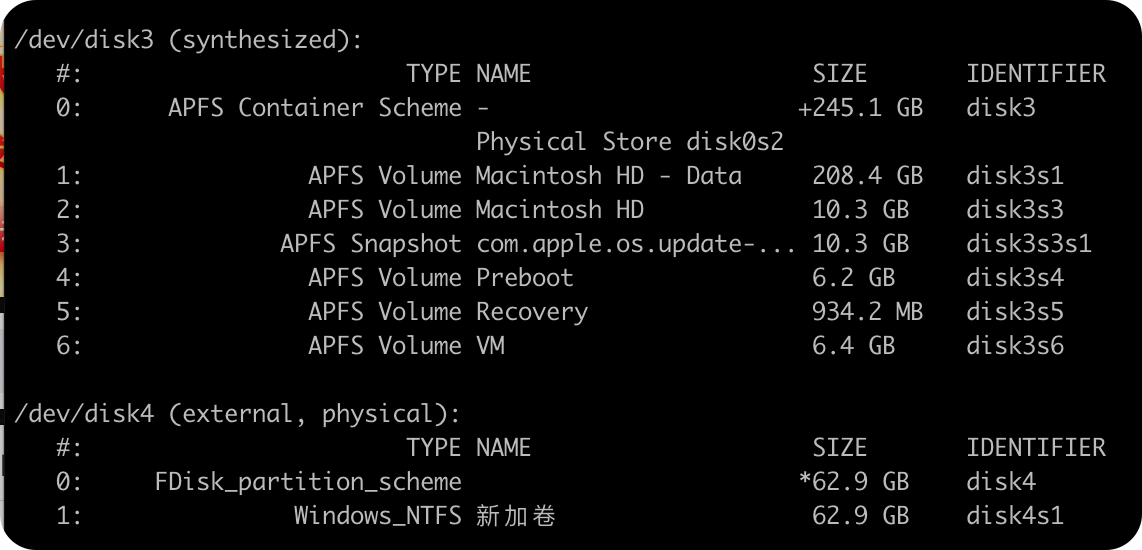 /dev/disk3 (synthesized):
#: TYPE NAME SIZE IDENTIFIER
0: APFS Container Scheme - +245.1 GB disk3
Physical Store disk0s2
1: APFS Volume Macintosh HD - Data 208.4 GB disk3s1
2: APFS Volume Macintosh HD 10.3 GB disk3s3
3: APFS Snapshot com.apple.os.update-... 10.3 GB disk3s3s1
4: APFS Volume Preboot 6.2 GB disk3s4
5: APFS Volume Recovery 934.2 MB disk3s5
6: APFS Volume VM 6.4 GB disk3s6
/dev/disk4 (external, physical):
#: TYPE NAME SIZE IDENTIFIER
0: FDisk_partition_scheme *62.9 GB disk4
1: Windows_NTFS 新加卷 62.9 GB disk4s1